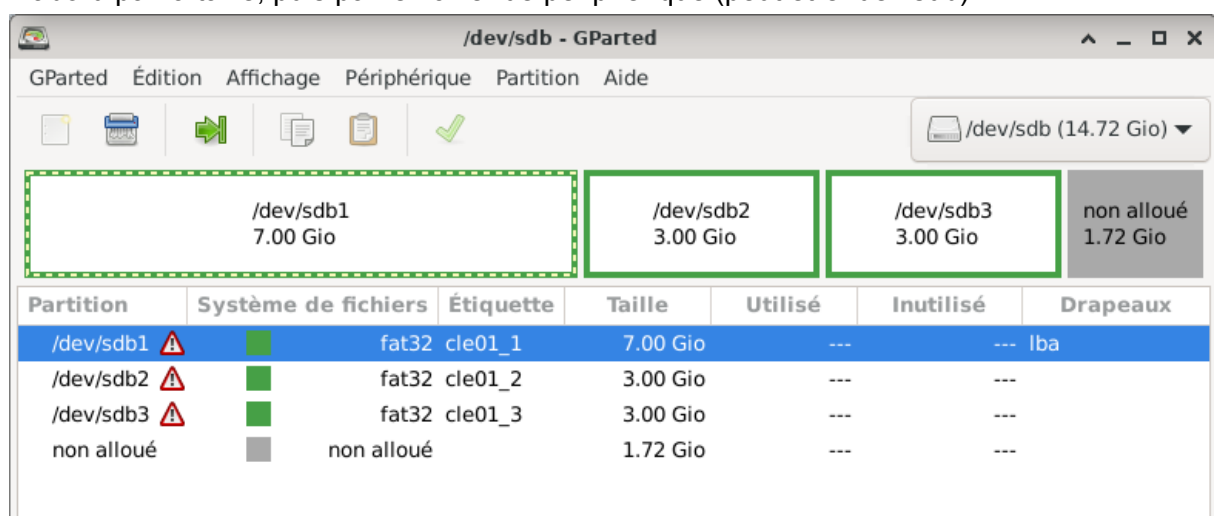 /dev/sdb - GParted
GParted Édition Affichage Périphérique Partition Aide
/dev/sdb (14.72 Gio)
/dev/sdb1 /dev/sdb2 /dev/sdb3 non alloué
7.00 Gio 3.00 Gio 3.00 Gio 1.72 Gio
Partition Système de fichiers Étiquette Taille Utilisé Inutilisé Drapeaux
/dev/sdb1 fat32 cle01_1 7.00 Gio --- --- lba
/dev/sdb2 fat32 cle01_2 3.00 Gio --- ---
/dev/sdb3 fat32 cle01_3 3.00 Gio --- ---
non alloué non alloué 1.72 Gio --- ---